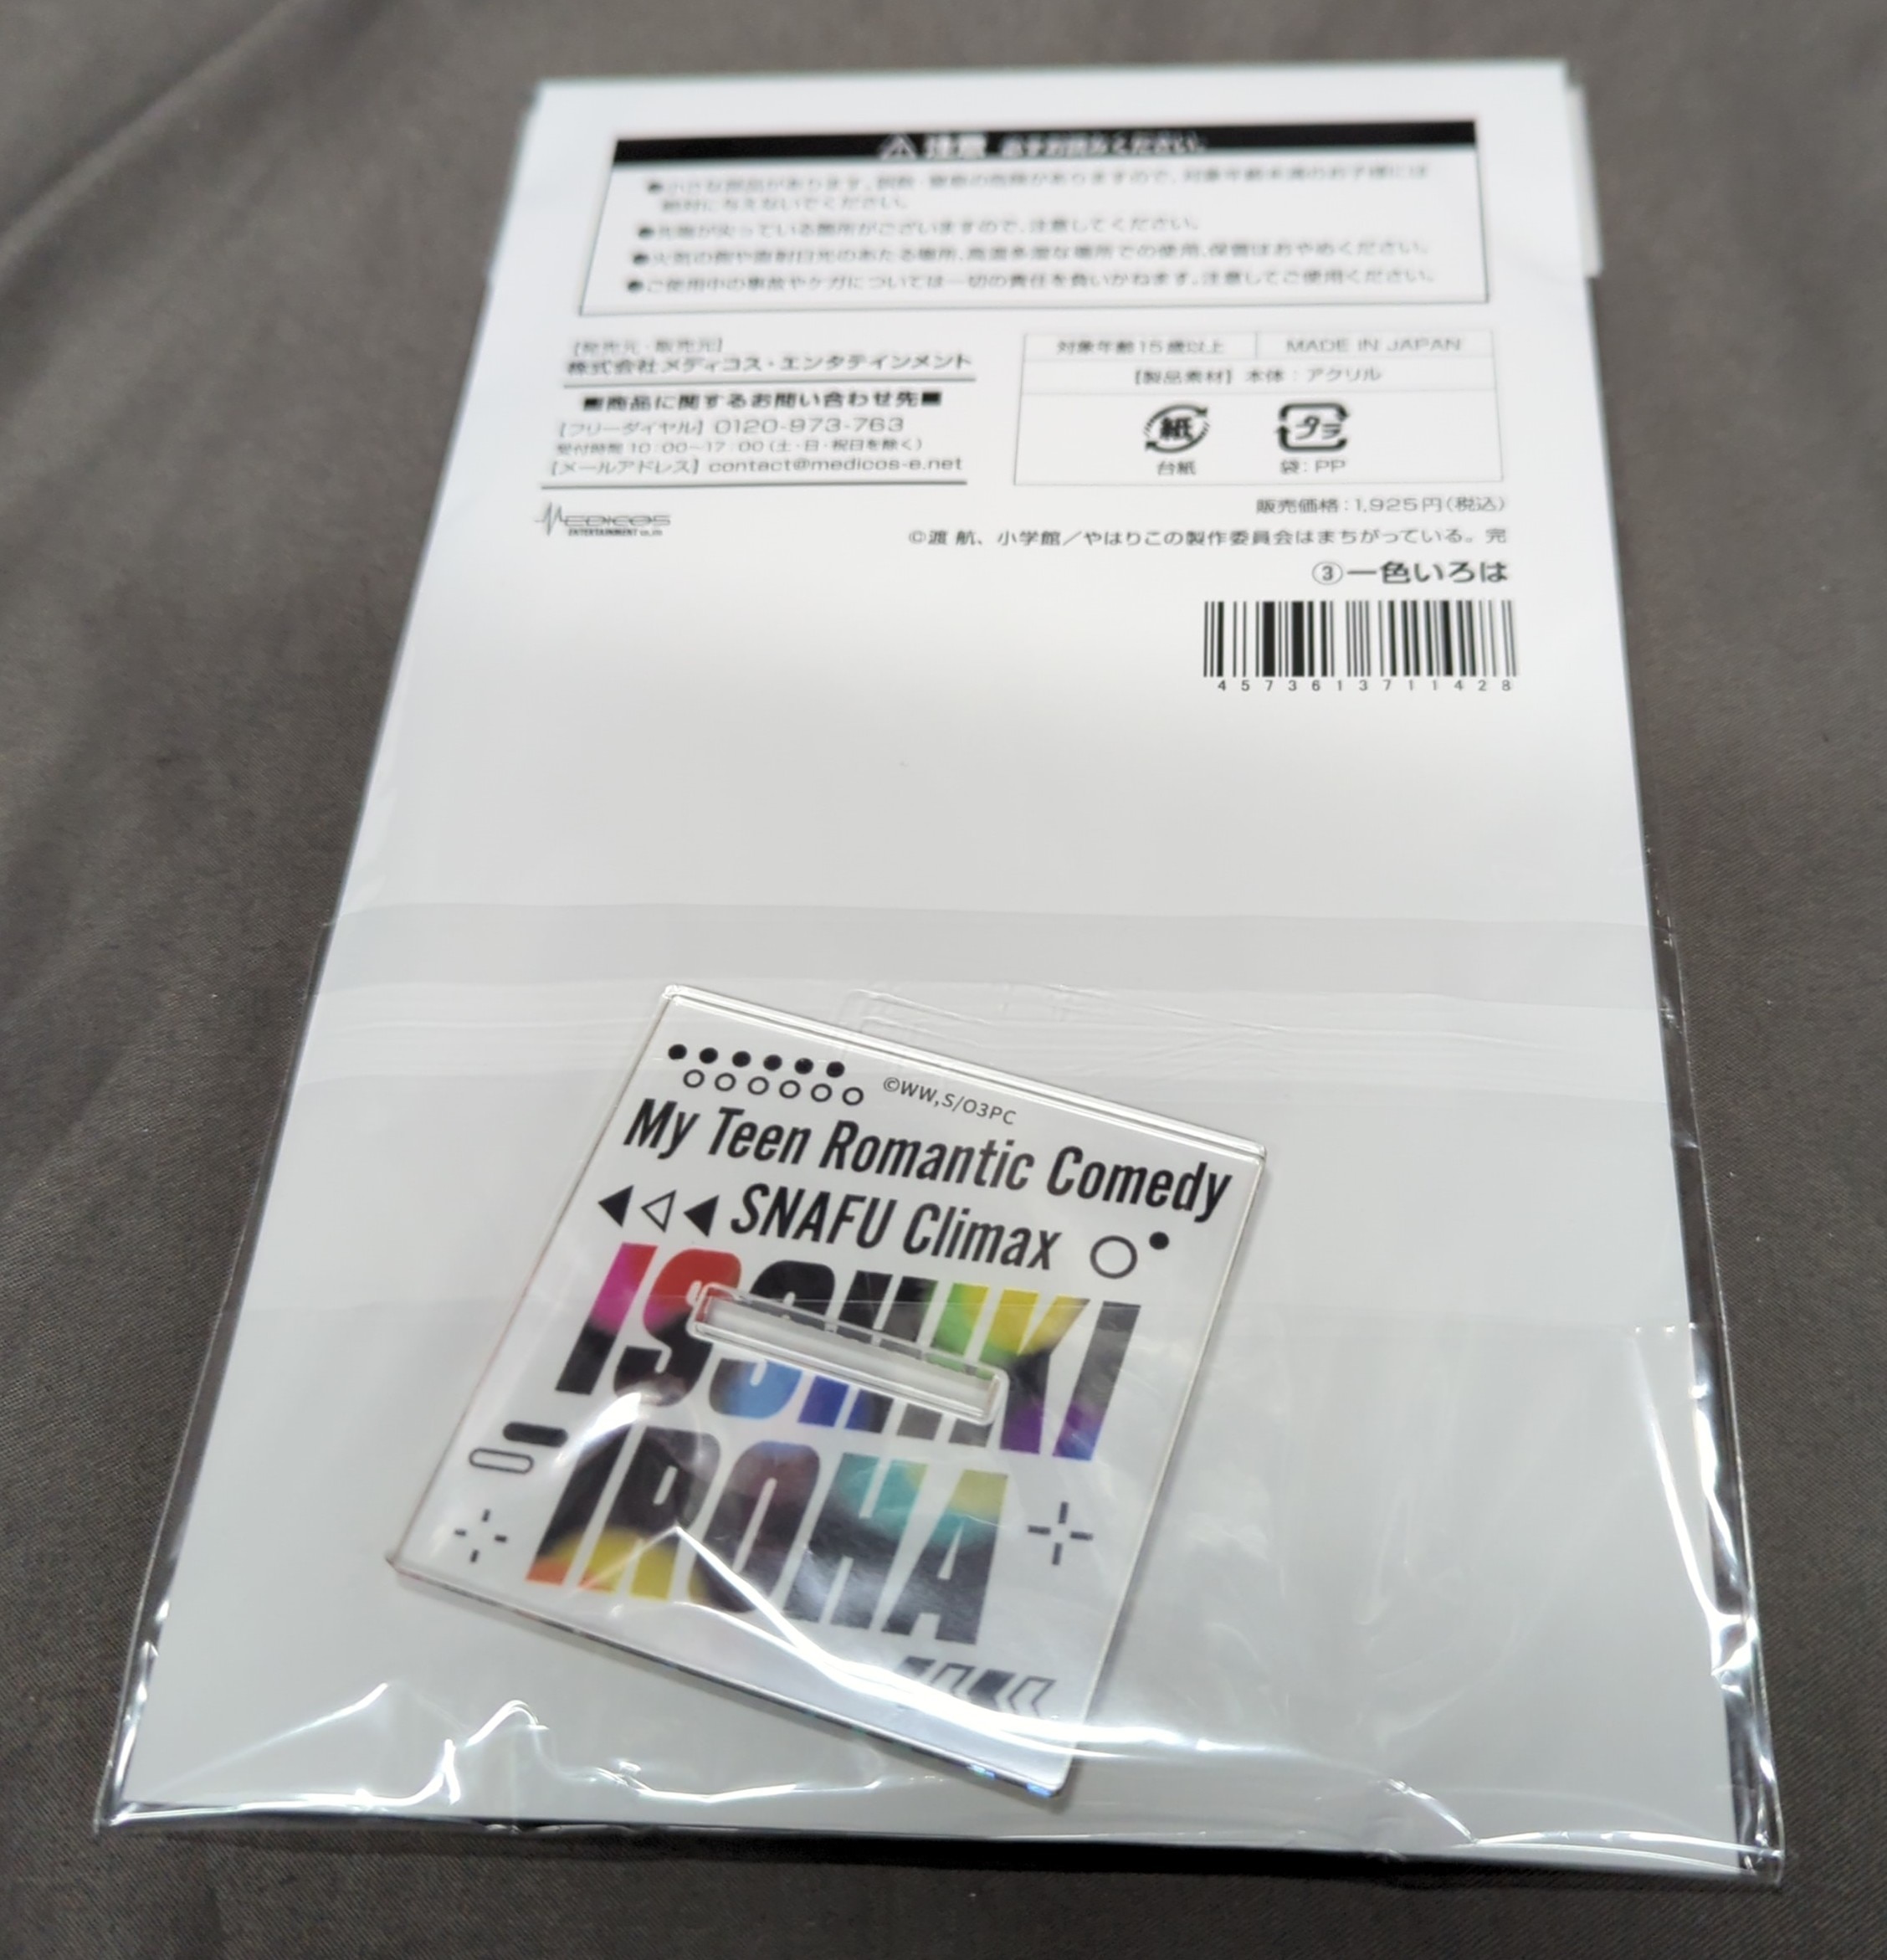 注意 必ずお読みください。
●小さな部品があります。誤飲・窒息の危険がありますので、対象年齢未満のお子様には
絶対に与えないでください。
●先端が尖っている箇所がございますので、注意してください。
●火気の側や直射日光のあたる場所、高温多湿な場所での使用、保管はおやめください。
●ご使用中の事故やケガについては一切の責任を負いかねます。注意してご使用ください。
[発売元・販売元]
株式会社メディコス・エンタテインメント
■商品に関するお問い合わせ先■
[フリーダイヤル] 0120-973-763
受付時間 10:00～17:00（土・日・祝日を除く）
[メールアドレス] contact@medicos-e.net
MEDICOS
ENTERTAINMENT co.,ltd
対象年齢15歳以上
MADE IN JAPAN
[製品素材] 本体：アクリル
紙
台紙
プラ
袋：PP
販売価格：1,925円（税込）
©渡 航、小学館／やはりこの製作委員会はまちがっている。完
③一色いろは
4573613711428
©WW,S/O3PC
My Teen Romantic Comedy
SNAFU Climax
ISSHIKI
IROHA